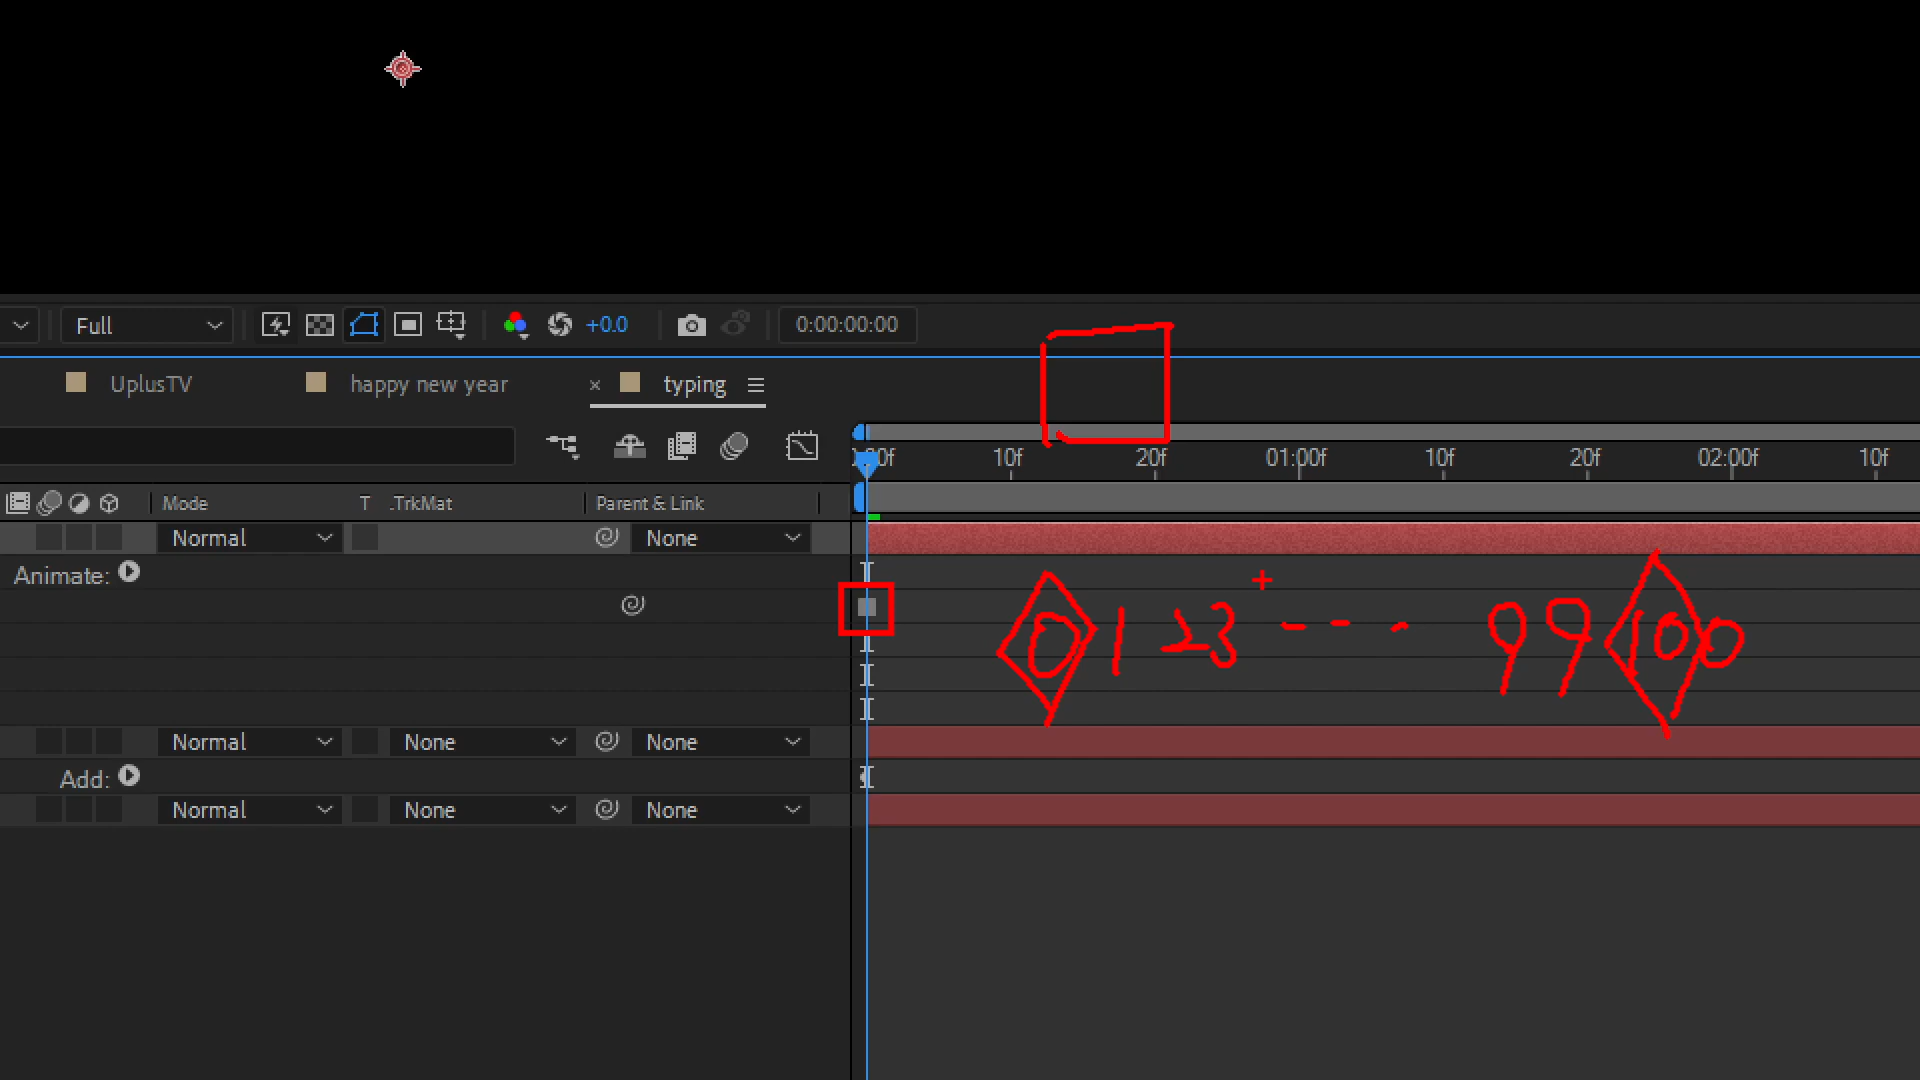 Full +0.0 0:00:00:00
UplusTV happy new year × typing
10f 20f 01:00f 10f 20f 02:00f 10f
Mode T .TrkMat Parent & Link
Normal None
Animate:
0 1 2 3 - - - 99 100
Normal None None
Add:
Normal None None